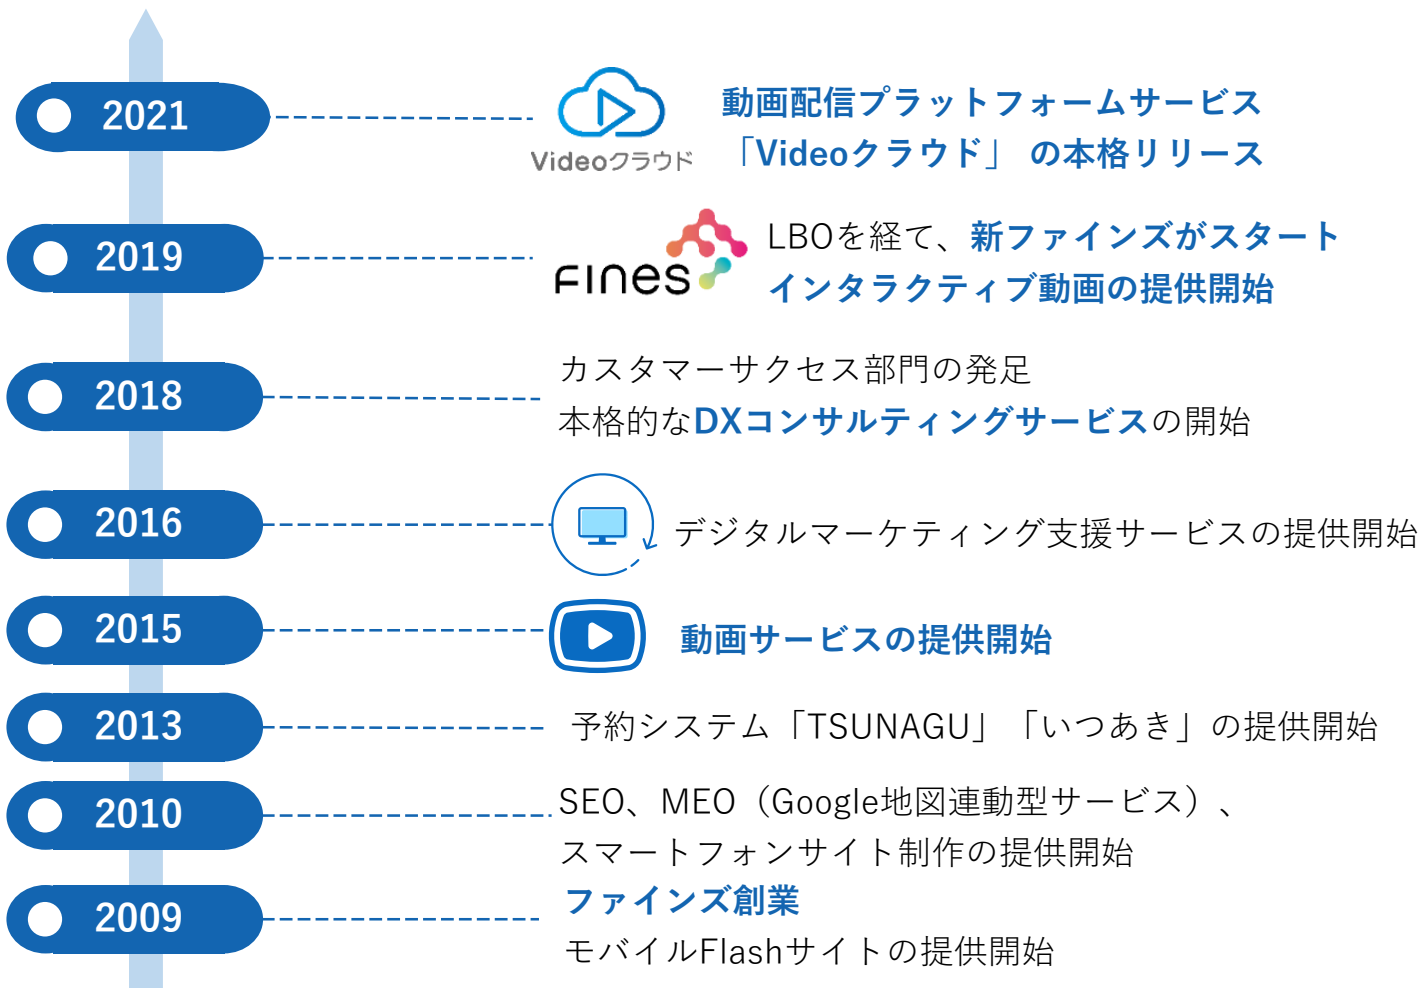 2021
Videoクラウド
動画配信プラットフォームサービス
「Videoクラウド」 の本格リリース
2019
FINES
LBOを経て、新ファインズがスタート
インタラクティブ動画の提供開始
2018
カスタマーサクセス部門の発足
本格的なDXコンサルティングサービスの開始
2016
デジタルマーケティング支援サービスの提供開始
2015
動画サービスの提供開始
2013
予約システム「TSUNAGU」「いつあき」の提供開始
2010
SEO、MEO（Google地図連動型サービス）、
スマートフォンサイト制作の提供開始
2009
ファインズ創業
モバイルFlashサイトの提供開始